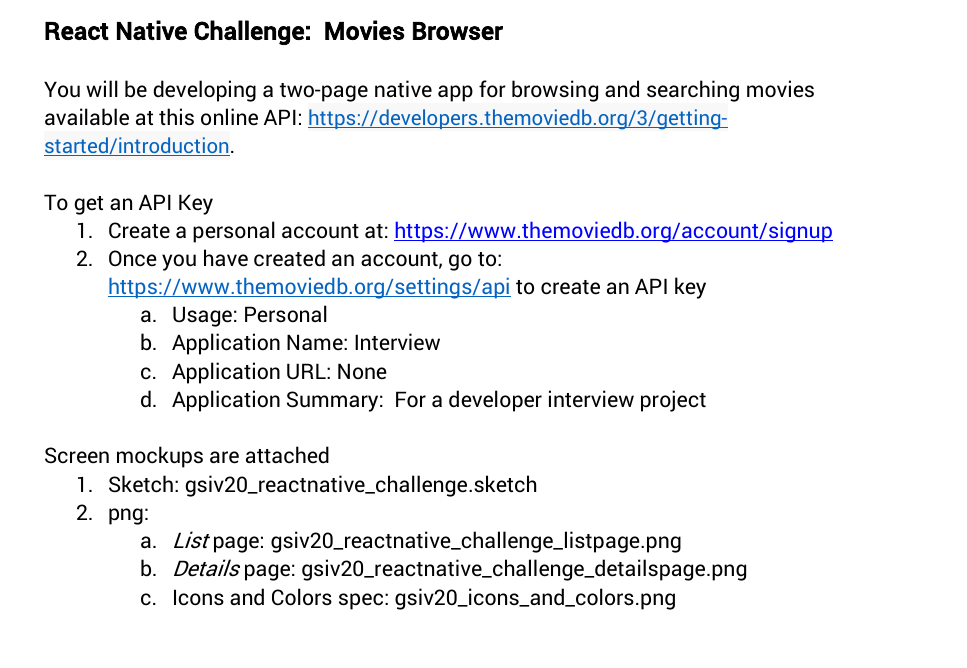 React Native Challenge:  Movies Browser
You will be developing a two-page native app for browsing and searching movies
available at this online API: https://developers.themoviedb.org/3/getting-
started/introduction.
To get an API Key
1. Create a personal account at: https://www.themoviedb.org/account/signup
2. Once you have created an account, go to:
https://www.themoviedb.org/settings/api to create an API key
a. Usage: Personal
b. Application Name: Interview
c. Application URL: None
d. Application Summary:  For a developer interview project
Screen mockups are attached
1. Sketch: gsiv20_reactnative_challenge.sketch
2. png:
a. List page: gsiv20_reactnative_challenge_listpage.png
b. Details page: gsiv20_reactnative_challenge_detailspage.png
c. Icons and Colors spec: gsiv20_icons_and_colors.png